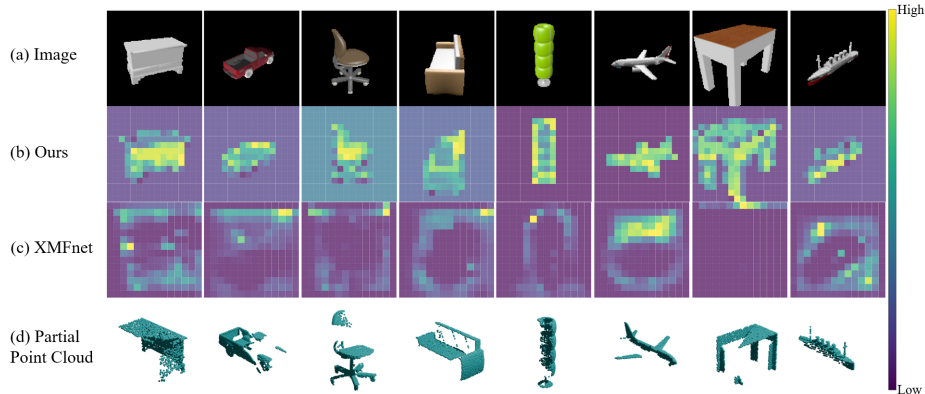 High
(a) Image
(b) Ours
(c) XMFnet
(d) Partial
Point Cloud
Low